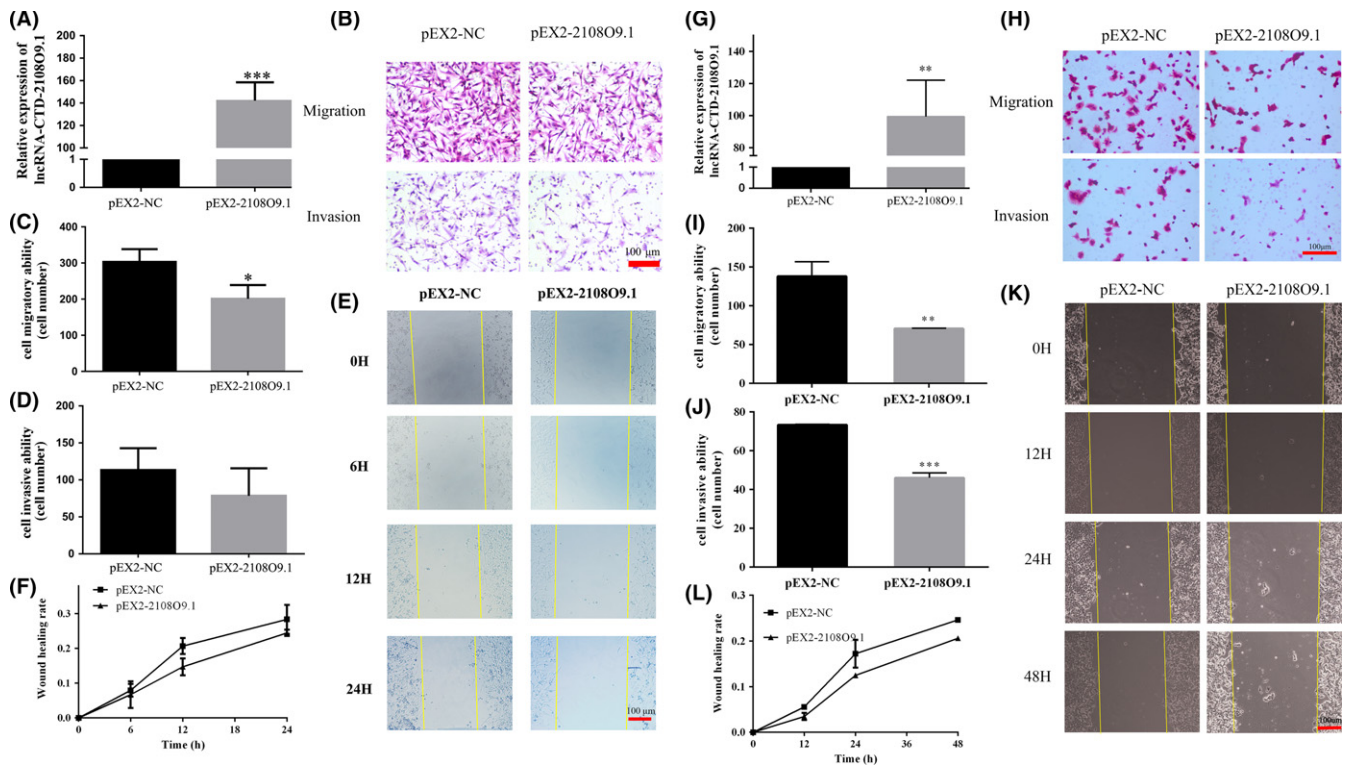 (A)
Relative expression of
lncRNA-CTD-2108O9.1
200
180
160
140
120
100
1
0
***
pEX2-NC
pEX2-2108O9.1
(B)
pEX2-NC
pEX2-2108O9.1
Migration
Invasion
100 μm
(C)
cell migratory ability
(cell number)
400
300
200
100
0
*
pEX2-NC
pEX2-2108O9.1
(D)
cell invasive ability
(cell number)
200
150
100
50
0
pEX2-NC
pEX2-2108O9.1
(E)
pEX2-NC
pEX2-2108O9.1
0H
6H
12H
24H
100 μm
(F)
pEX2-NC
pEX2-2108O9.1
Wound healing rate
0.3
0.2
0.1
0.0
0
6
12
24
Time (h)
(G)
Relative expression of
lncRNA-CTD-2108O9.1
140
120
100
80
1
0
**
pEX2-NC
pEX2-2108O9.1
(H)
pEX2-NC
pEX2-2108O9.1
Migration
Invasion
100μm
(I)
cell migratory ability
(cell number)
200
150
100
50
0
**
pEX2-NC
pEX2-2108O9.1
(J)
cell invasive ability
(cell number)
80
60
40
20
0
***
pEX2-NC
pEX2-2108O9.1
(K)
pEX2-NC
pEX2-2108O9.1
0H
12H
24H
48H
100μm
(L)
pEX2-NC
pEX2-2108O9.1
Wound healing rate
0.3
0.2
0.1
0.0
0
12
24
36
48
Time (h)